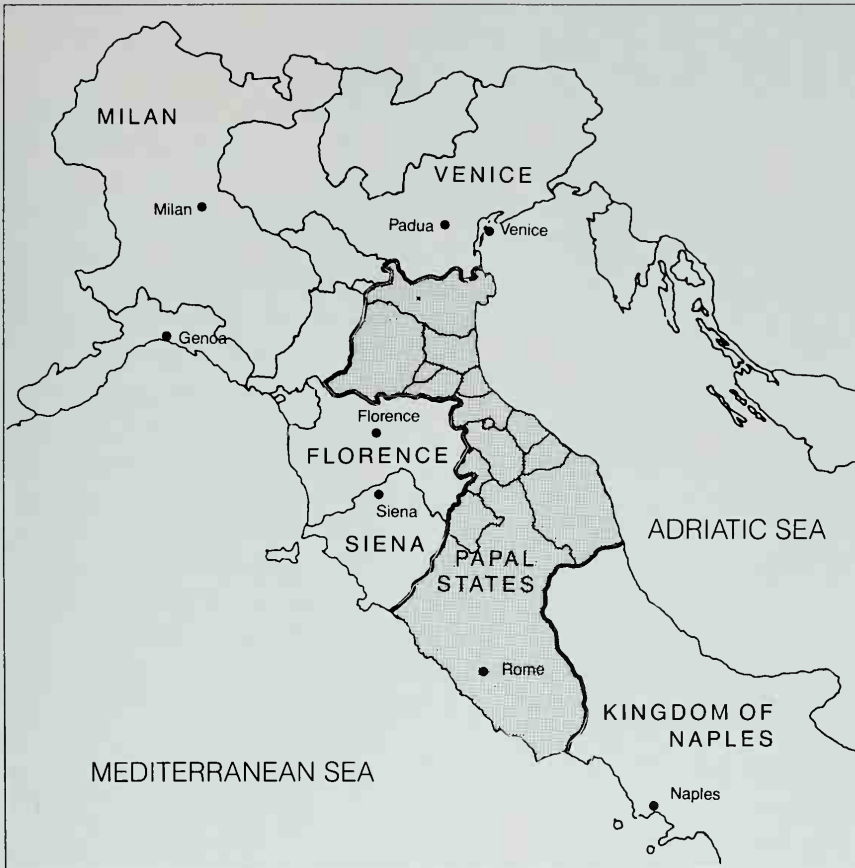 MILAN
VENICE
Milan
Padua
Venice
Genoa
Florence
FLORENCE
Siena
SIENA
ADRIATIC SEA
PAPAL
STATES
Rome
KINGDOM OF
NAPLES
MEDITERRANEAN SEA
Naples